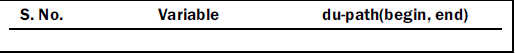 S. No. Variable du-path(begin, end)